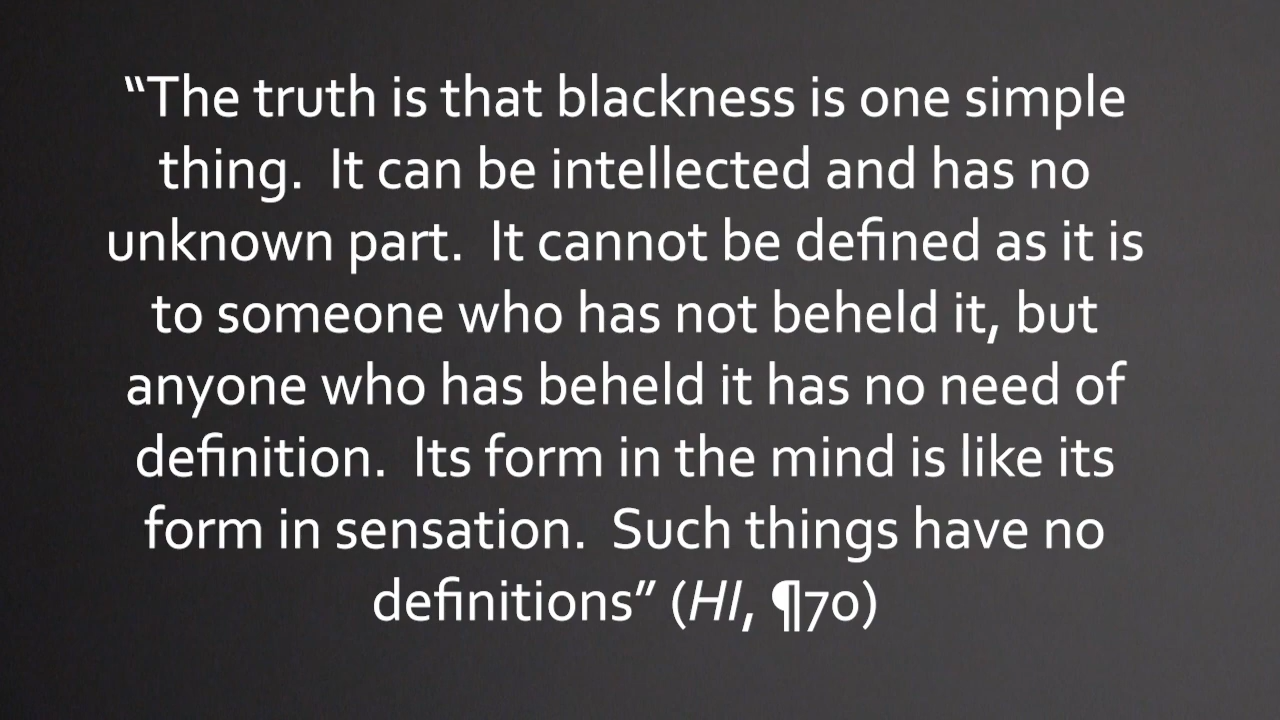 “The truth is that blackness is one simple
thing.  It can be intellected and has no
unknown part.  It cannot be defined as it is
to someone who has not beheld it, but
anyone who has beheld it has no need of
definition.  Its form in the mind is like its
form in sensation.  Such things have no
definitions” (HI, ¶70)